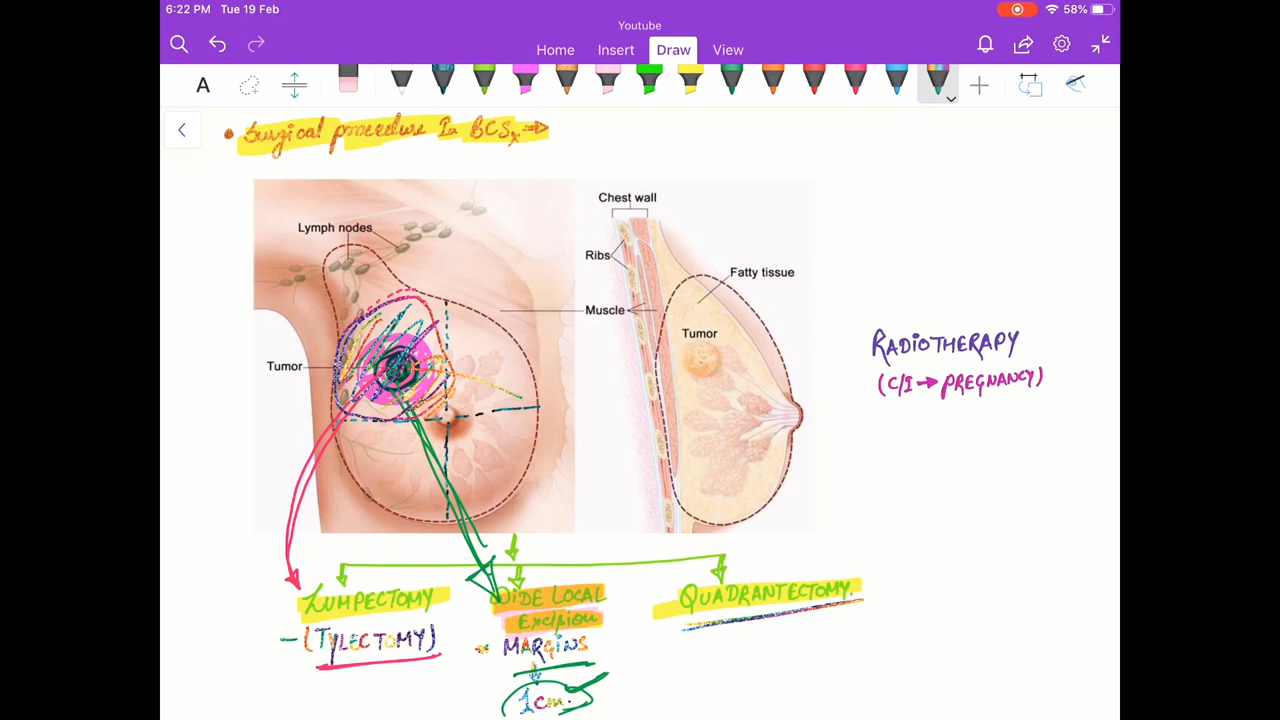 6:22 PM Tue 19 Feb
58%
Youtube
Home Insert Draw View
A
• Surgical procedure In BCSx →
Chest wall
Lymph nodes
Ribs
Fatty tissue
Muscle
Tumor
Tumor
RADIOTHERAPY
(C/I → PREGNANCY)
LUMPECTOMY
WIDE LOCAL
Excision
QUADRANTECTOMY.
- (TYLECTOMY)
* MARGINS
1cm.